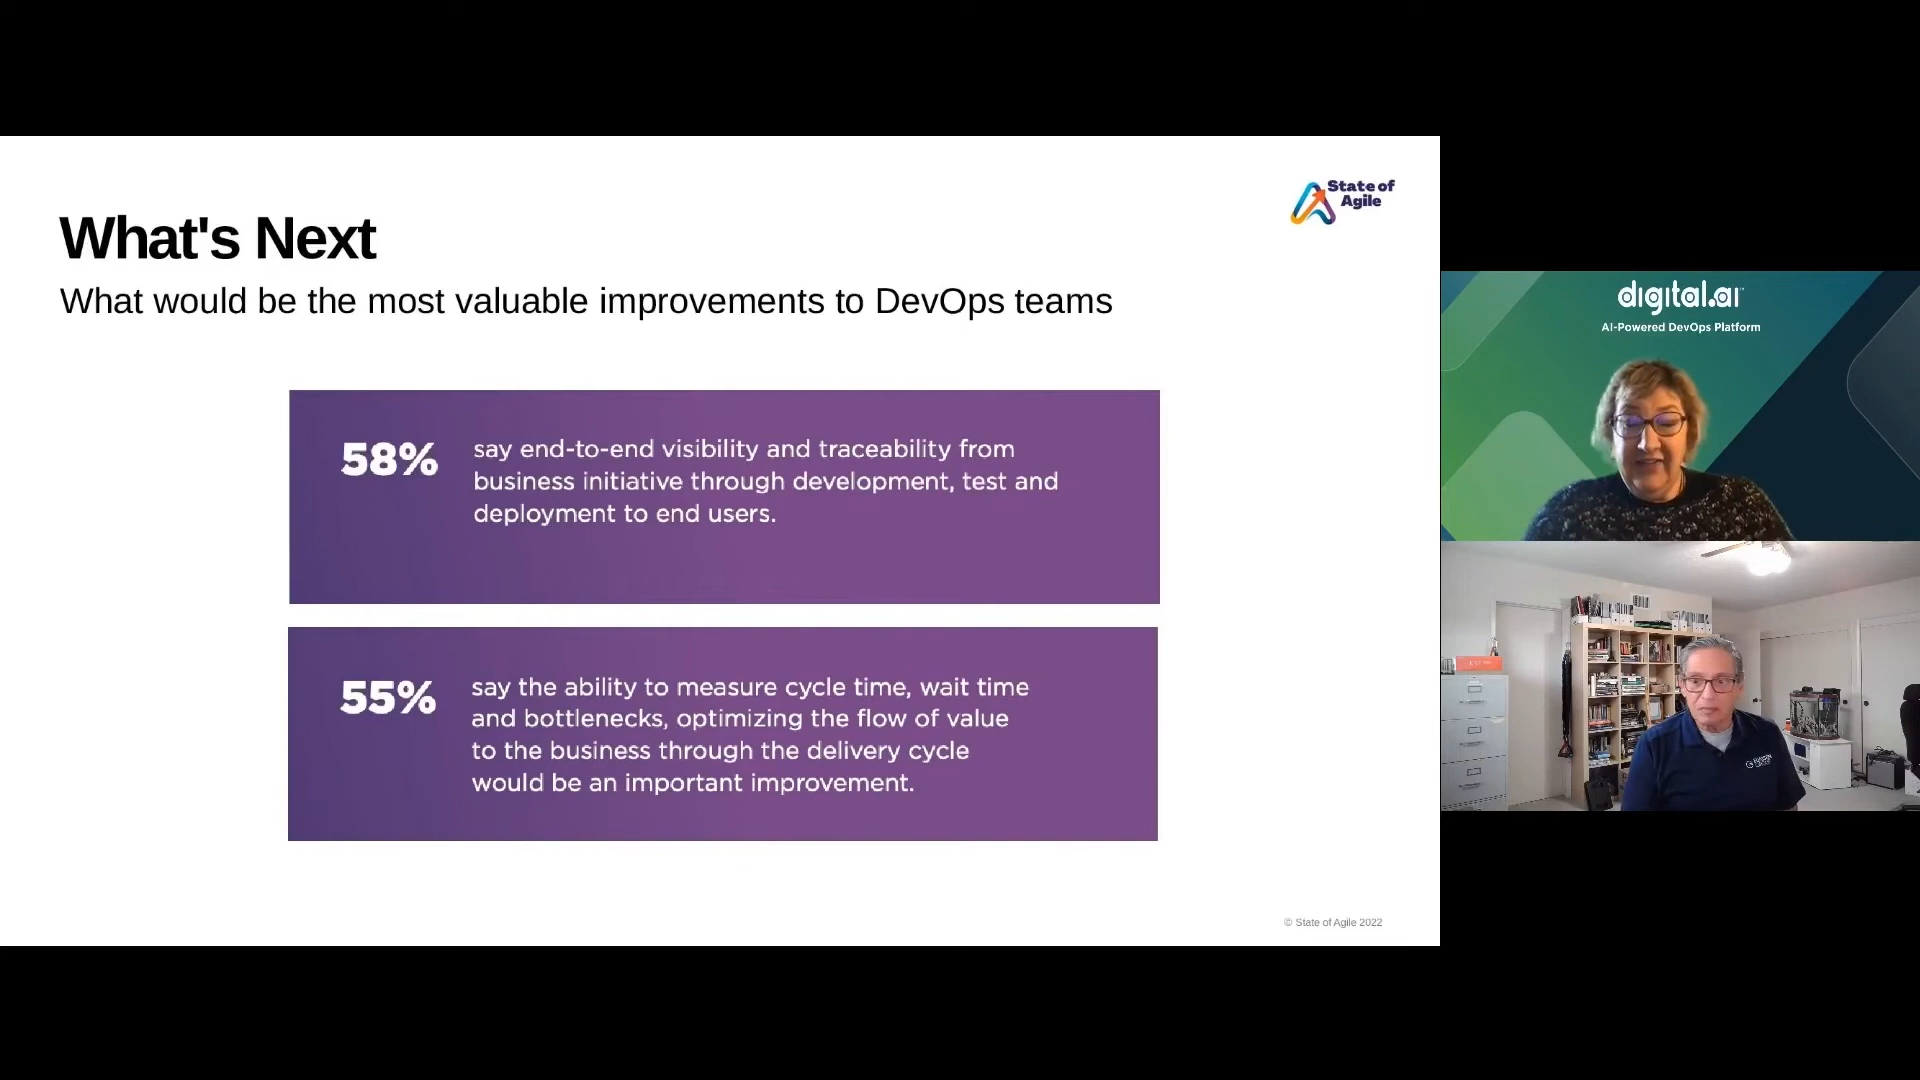 State of
Agile
What's Next
What would be the most valuable improvements to DevOps teams
58%
say end-to-end visibility and traceability from
business initiative through development, test and
deployment to end users.
55%
say the ability to measure cycle time, wait time
and bottlenecks, optimizing the flow of value
to the business through the delivery cycle
would be an important improvement.
© State of Agile 2022
digital.ai
AI-Powered DevOps Platform